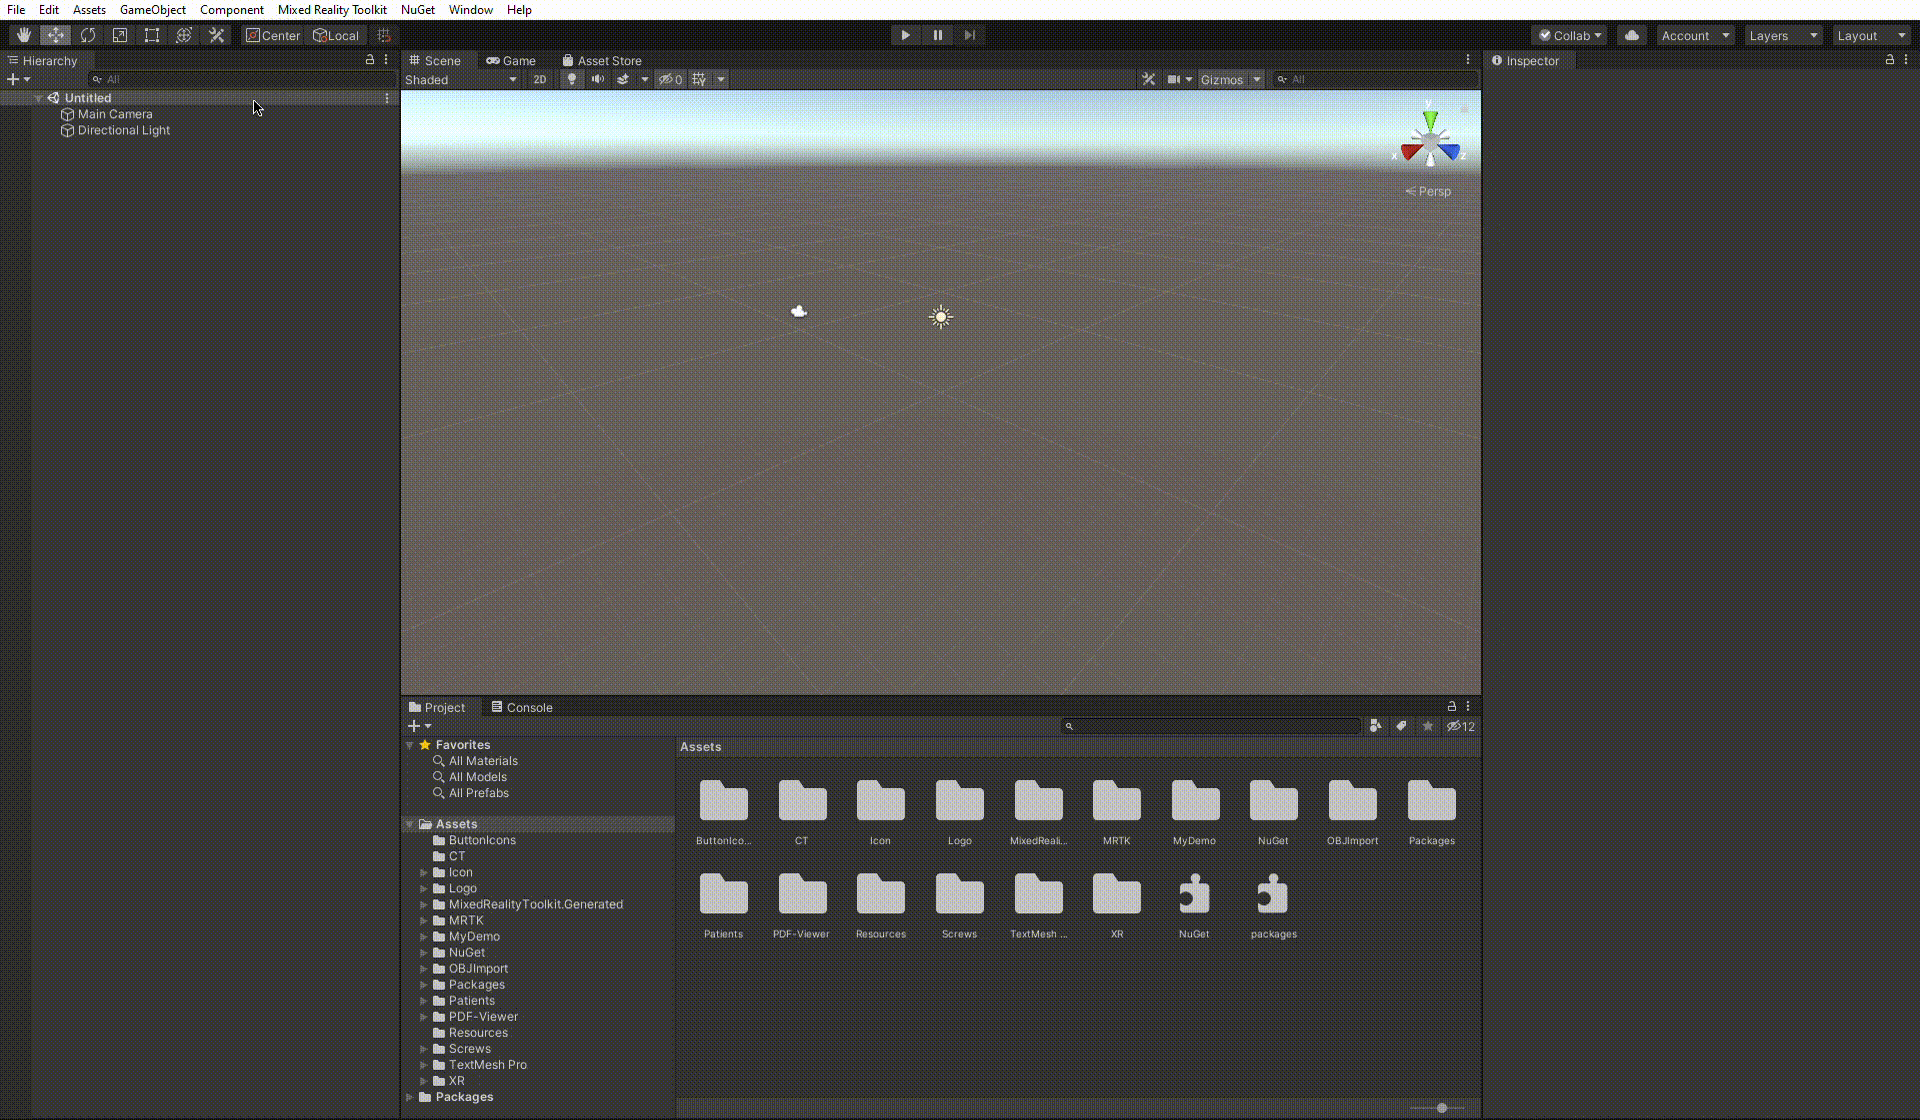 File Edit Assets GameObject Component Mixed Reality Toolkit NuGet Window Help
Center Local Collab Account Layers Layout
Hierarchy
All
Untitled
Main Camera
Directional Light
Scene Game Asset Store
Shaded 2D 0 Gizmos All
y
x z
Persp
Inspector
Project Console
12
Favorites
All Materials
All Models
All Prefabs
Assets
ButtonIcons
CT
Icon
Logo
MixedRealityToolkit.Generated
MRTK
MyDemo
NuGet
OBJImport
Packages
Patients
PDF-Viewer
Resources
Screws
TextMesh Pro
XR
Packages
Assets
ButtonIco... CT Icon Logo MixedReali... MRTK MyDemo NuGet OBJImport Packages
Patients PDF-Viewer Resources Screws TextMesh ... XR NuGet packages